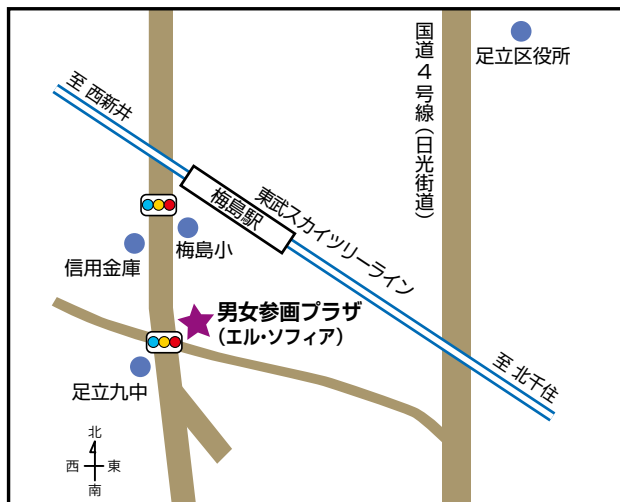 足立区役所
国道４号線(日光街道)
至 西新井
梅島駅
東武スカイツリーライン
梅島小
信用金庫
男女参画プラザ
（エル・ソフィア）
足立九中
至 北千住
北
西 東
南